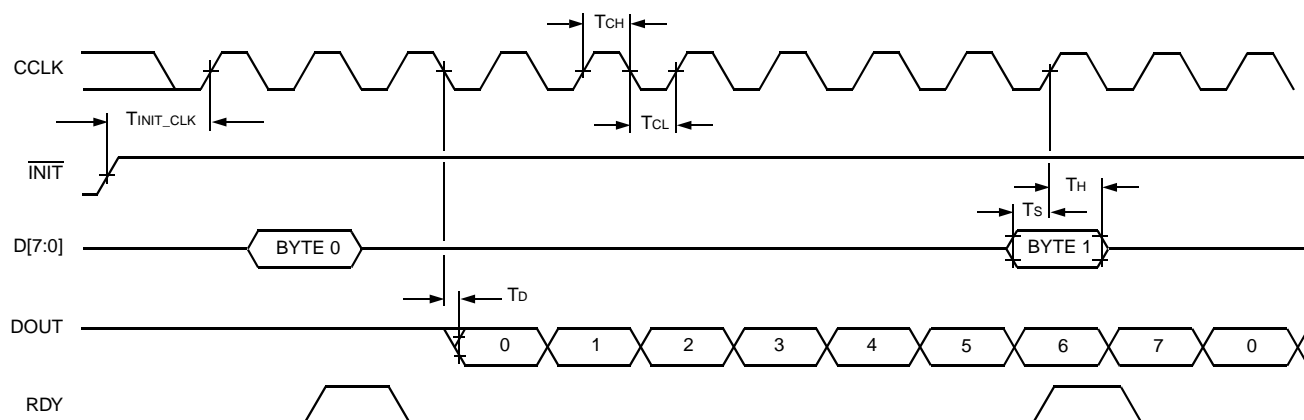 TCH
CCLK
TINIT_CLK
TCL
INIT
TH
TS
D[7:0]
BYTE 0
BYTE 1
TD
DOUT
0 1 2 3 4 5 6 7 0
RDY